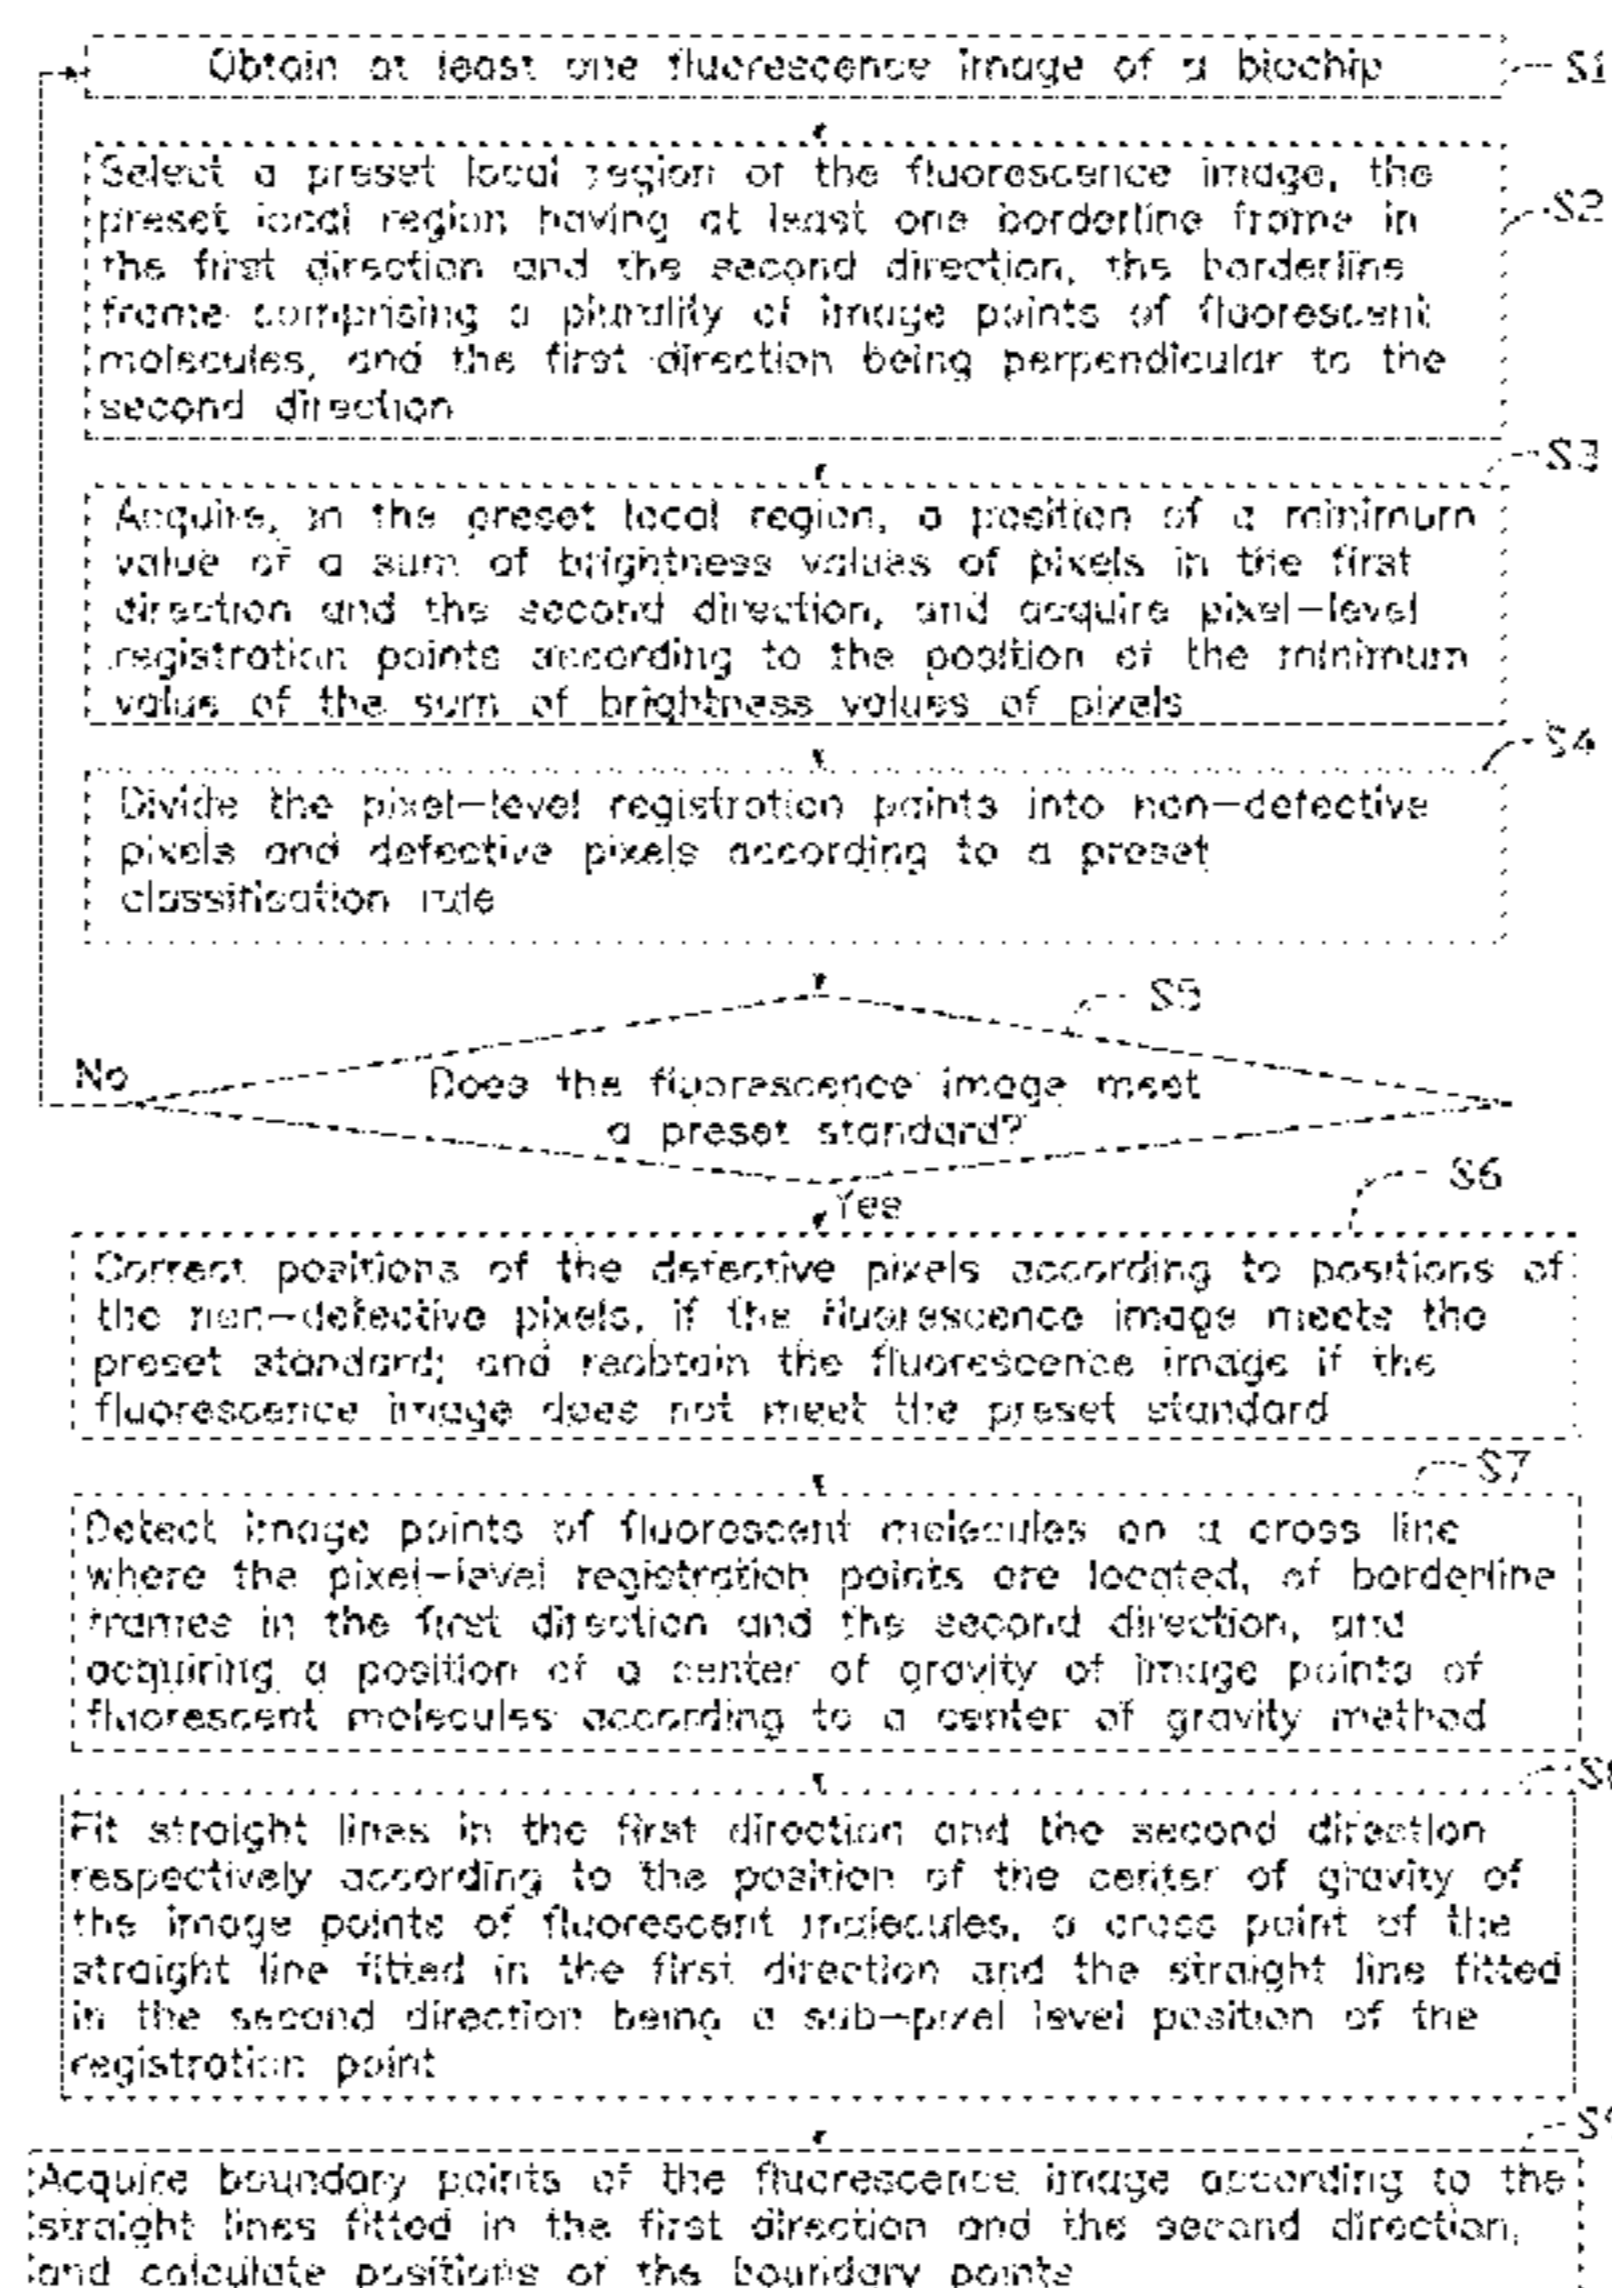 Obtain at least one fluorescence image of a biochip
S1
Select a preset local region of the fluorescence image, the
preset local region having at least one borderline frame in
the first direction and the second direction, the borderline
frame comprising a plurality of image points of fluorescent
molecules, and the first direction being perpendicular to the
second direction
S2
S3
Acquire, in the preset local region, a position of a minimum
value of a sum of brightness values of pixels in the first
direction and the second direction, and acquire pixel-level
registration points according to the position of the minimum
value of the sum of brightness values of pixels
S4
Divide the pixel-level registration points into non-defective
pixels and defective pixels according to a preset
classification rule
S5
No
Does the fluorescence image meet
a preset standard?
Yes
S6
Correct positions of the defective pixels according to positions of
the non-defective pixels, if the fluorescence image meets the
preset standard; and reobtain the fluorescence image if the
fluorescence image does not meet the preset standard
S7
Detect image points of fluorescent molecules on a cross line
where the pixel-level registration points are located, of borderline
frames in the first direction and the second direction, and
acquiring a position of a center of gravity of image points of
fluorescent molecules according to a center of gravity method
S8
Fit straight lines in the first direction and the second direction
respectively according to the position of the center of gravity of
the image points of fluorescent molecules, a cross point of the
straight line fitted in the first direction and the straight line fitted
in the second direction being a sub-pixel level position of the
registration point
S9
Acquire boundary points of the fluorescence image according to the
straight lines fitted in the first direction and the second direction,
and calculate positions of the boundary points